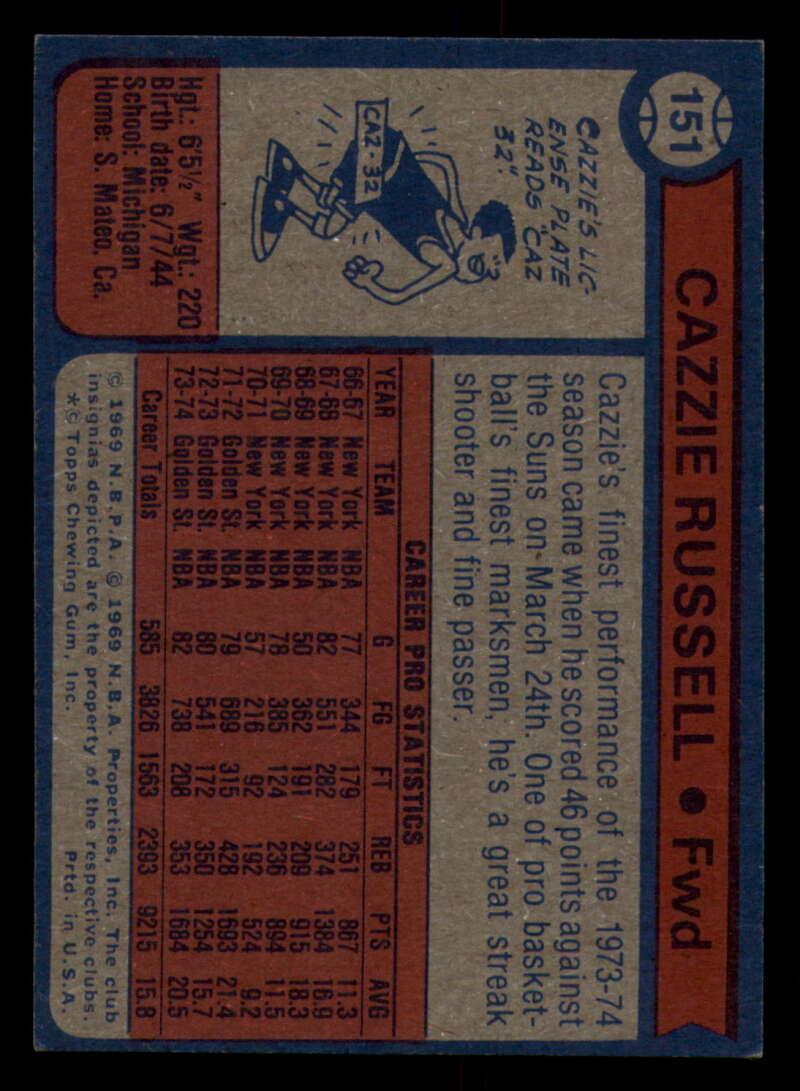 151
CAZZIE RUSSELL • Fwd
CAZZIE'S LIC-
ENSE PLATE
READS "CAZ
32".
CAZ-32
Hgt.: 6'5½" Wgt.: 220
Birth date: 6/7/44
School: Michigan
Home: S. Mateo, Ca.
Cazzie's finest performance of the 1973-74
season came when he scored 46 points against
the Suns on March 24th. One of pro basket-
ball's finest marksmen, he's a great streak
shooter and fine passer.
CAREER PRO STATISTICS
YEAR TEAM G FG FT REB PTS AVG
66-67 New York NBA 77 344 179 251 867 11.3
67-68 New York NBA 82 551 282 374 1384 16.9
68-69 New York NBA 50 362 191 209 915 18.3
69-70 New York NBA 78 385 124 236 894 11.5
70-71 New York NBA 57 216 92 192 524 9.2
71-72 Golden St. NBA 79 689 315 428 1693 21.4
72-73 Golden St. NBA 80 541 172 350 1254 15.7
73-74 Golden St. NBA 82 738 208 353 1684 20.5
Career Totals 585 3826 1563 2393 9215 15.8
© 1969 N.B.P.A. © 1969 N.B.A. Properties, Inc. The club
insignias depicted are the property of the respective clubs.
*© Topps Chewing Gum, Inc. Prtd. in U.S.A.